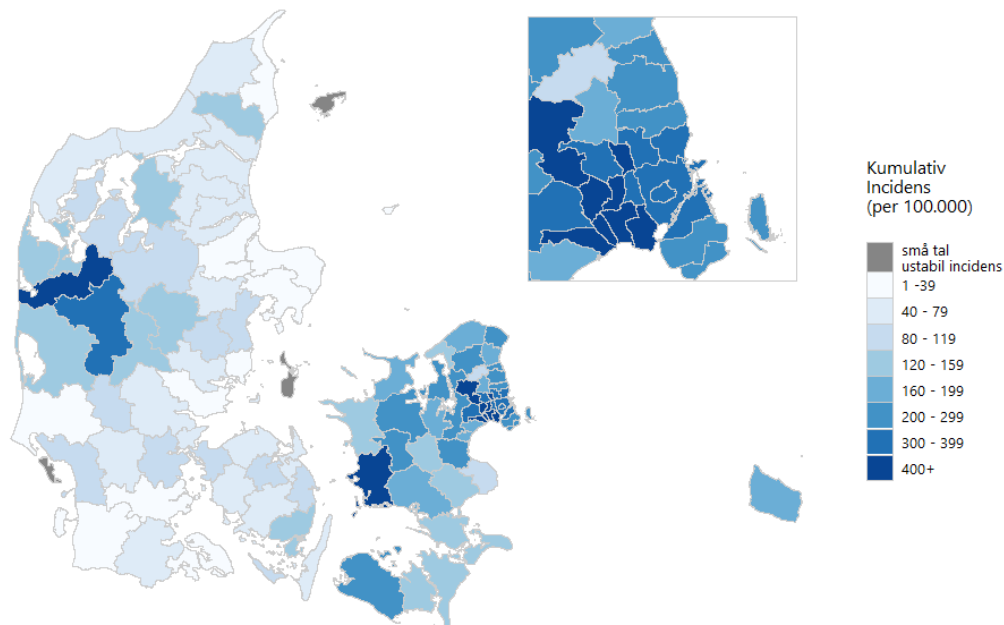 Kumulativ
Incidens
(per 100.000)
små tal
ustabil incidens
1 -39
40 - 79
80 - 119
120 - 159
160 - 199
200 - 299
300 - 399
400+